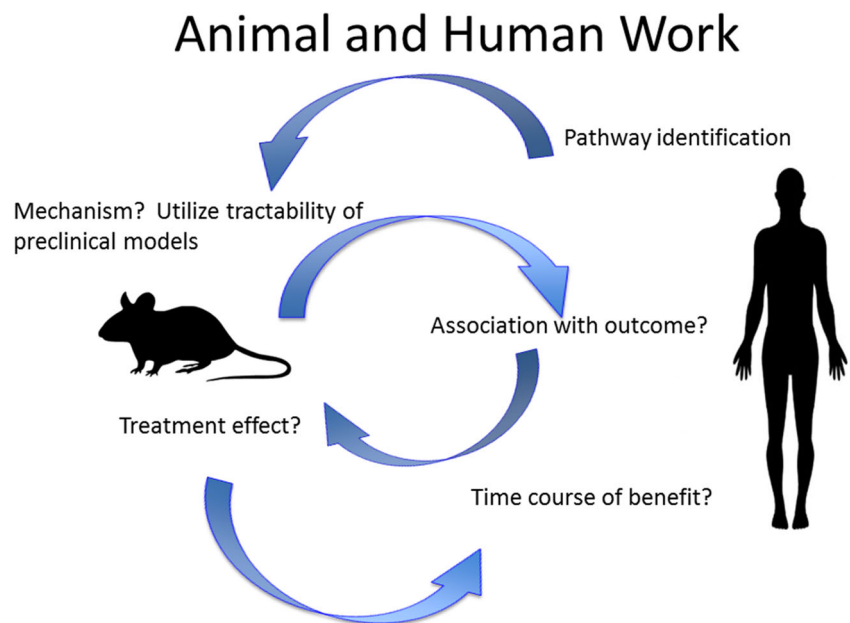 Animal and Human Work
Pathway identification
Mechanism? Utilize tractability of
preclinical models
Association with outcome?
Treatment effect?
Time course of benefit?